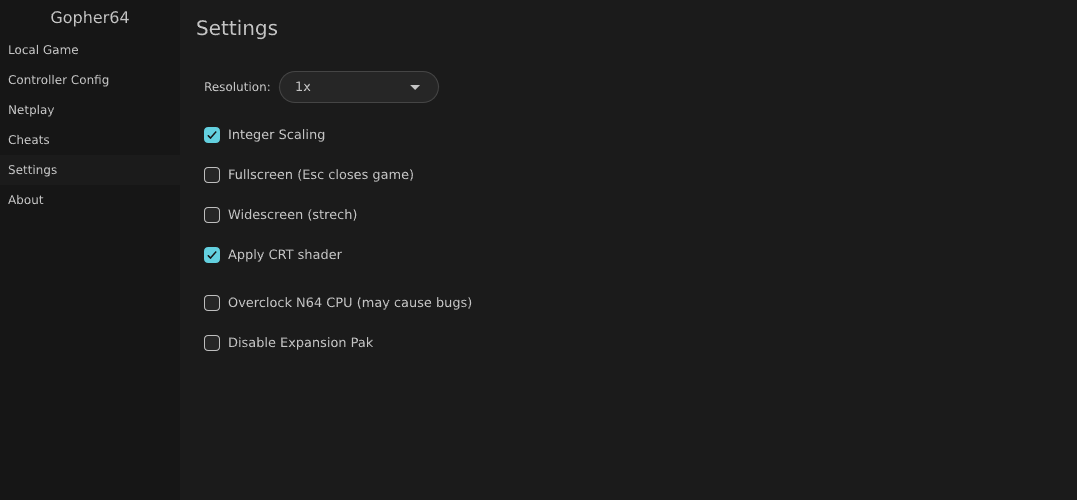 Gopher64
Local Game
Controller Config
Netplay
Cheats
Settings
About
Settings
Resolution: 1x
Integer Scaling
Fullscreen (Esc closes game)
Widescreen (strech)
Apply CRT shader
Overclock N64 CPU (may cause bugs)
Disable Expansion Pak